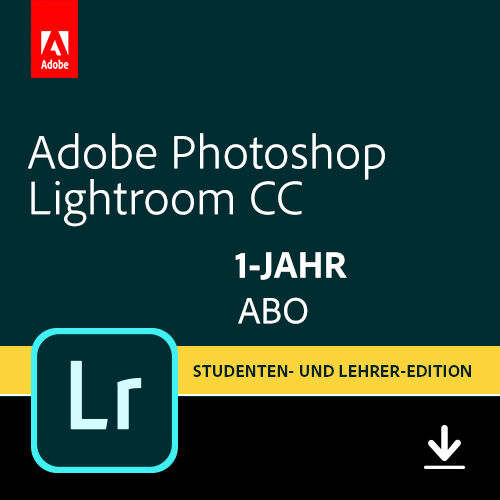 Adobe
Adobe Photoshop
Lightroom CC
1-JAHR
ABO
STUDENTEN- UND LEHRER-EDITION
Lr